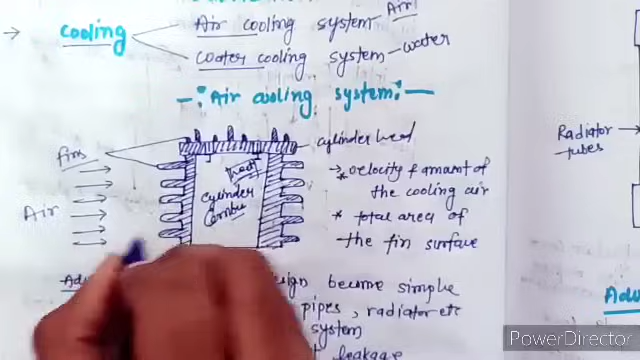 → cooling
Air cooling system - Air
Water cooling system - water
-: Air cooling system :-
fins
cylinder head
Air
heat
cylinder
Combu
→ * velocity & amount of
the cooling air
* total area of
the fin surface
become simple
pipes, radiator etc
system
leakage
Radiator →
tubes
Adv
PowerDirector